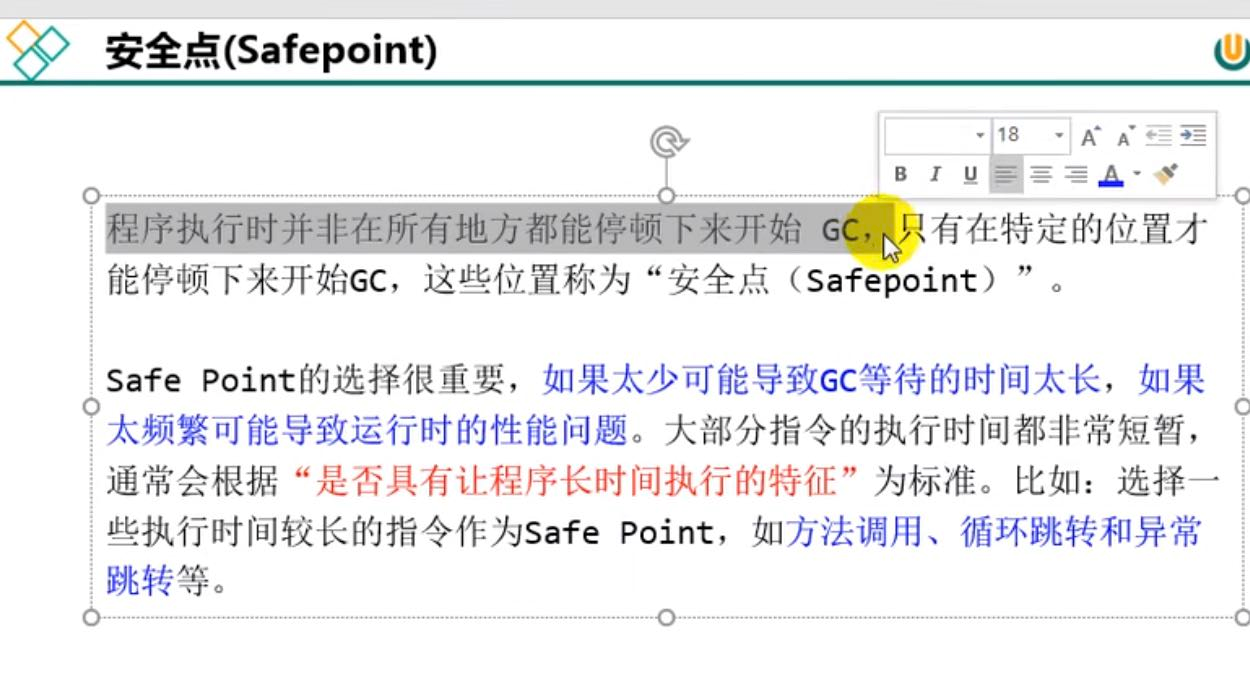 安全点(Safepoint)
18
B I U A
程序执行时并非在所有地方都能停顿下来开始 GC，只有在特定的位置才
能停顿下来开始GC，这些位置称为“安全点（Safepoint）”。
Safe Point的选择很重要，如果太少可能导致GC等待的时间太长，如果
太频繁可能导致运行时的性能问题。大部分指令的执行时间都非常短暂，
通常会根据“是否具有让程序长时间执行的特征”为标准。比如：选择一
些执行时间较长的指令作为Safe Point，如方法调用、循环跳转和异常
跳转等。